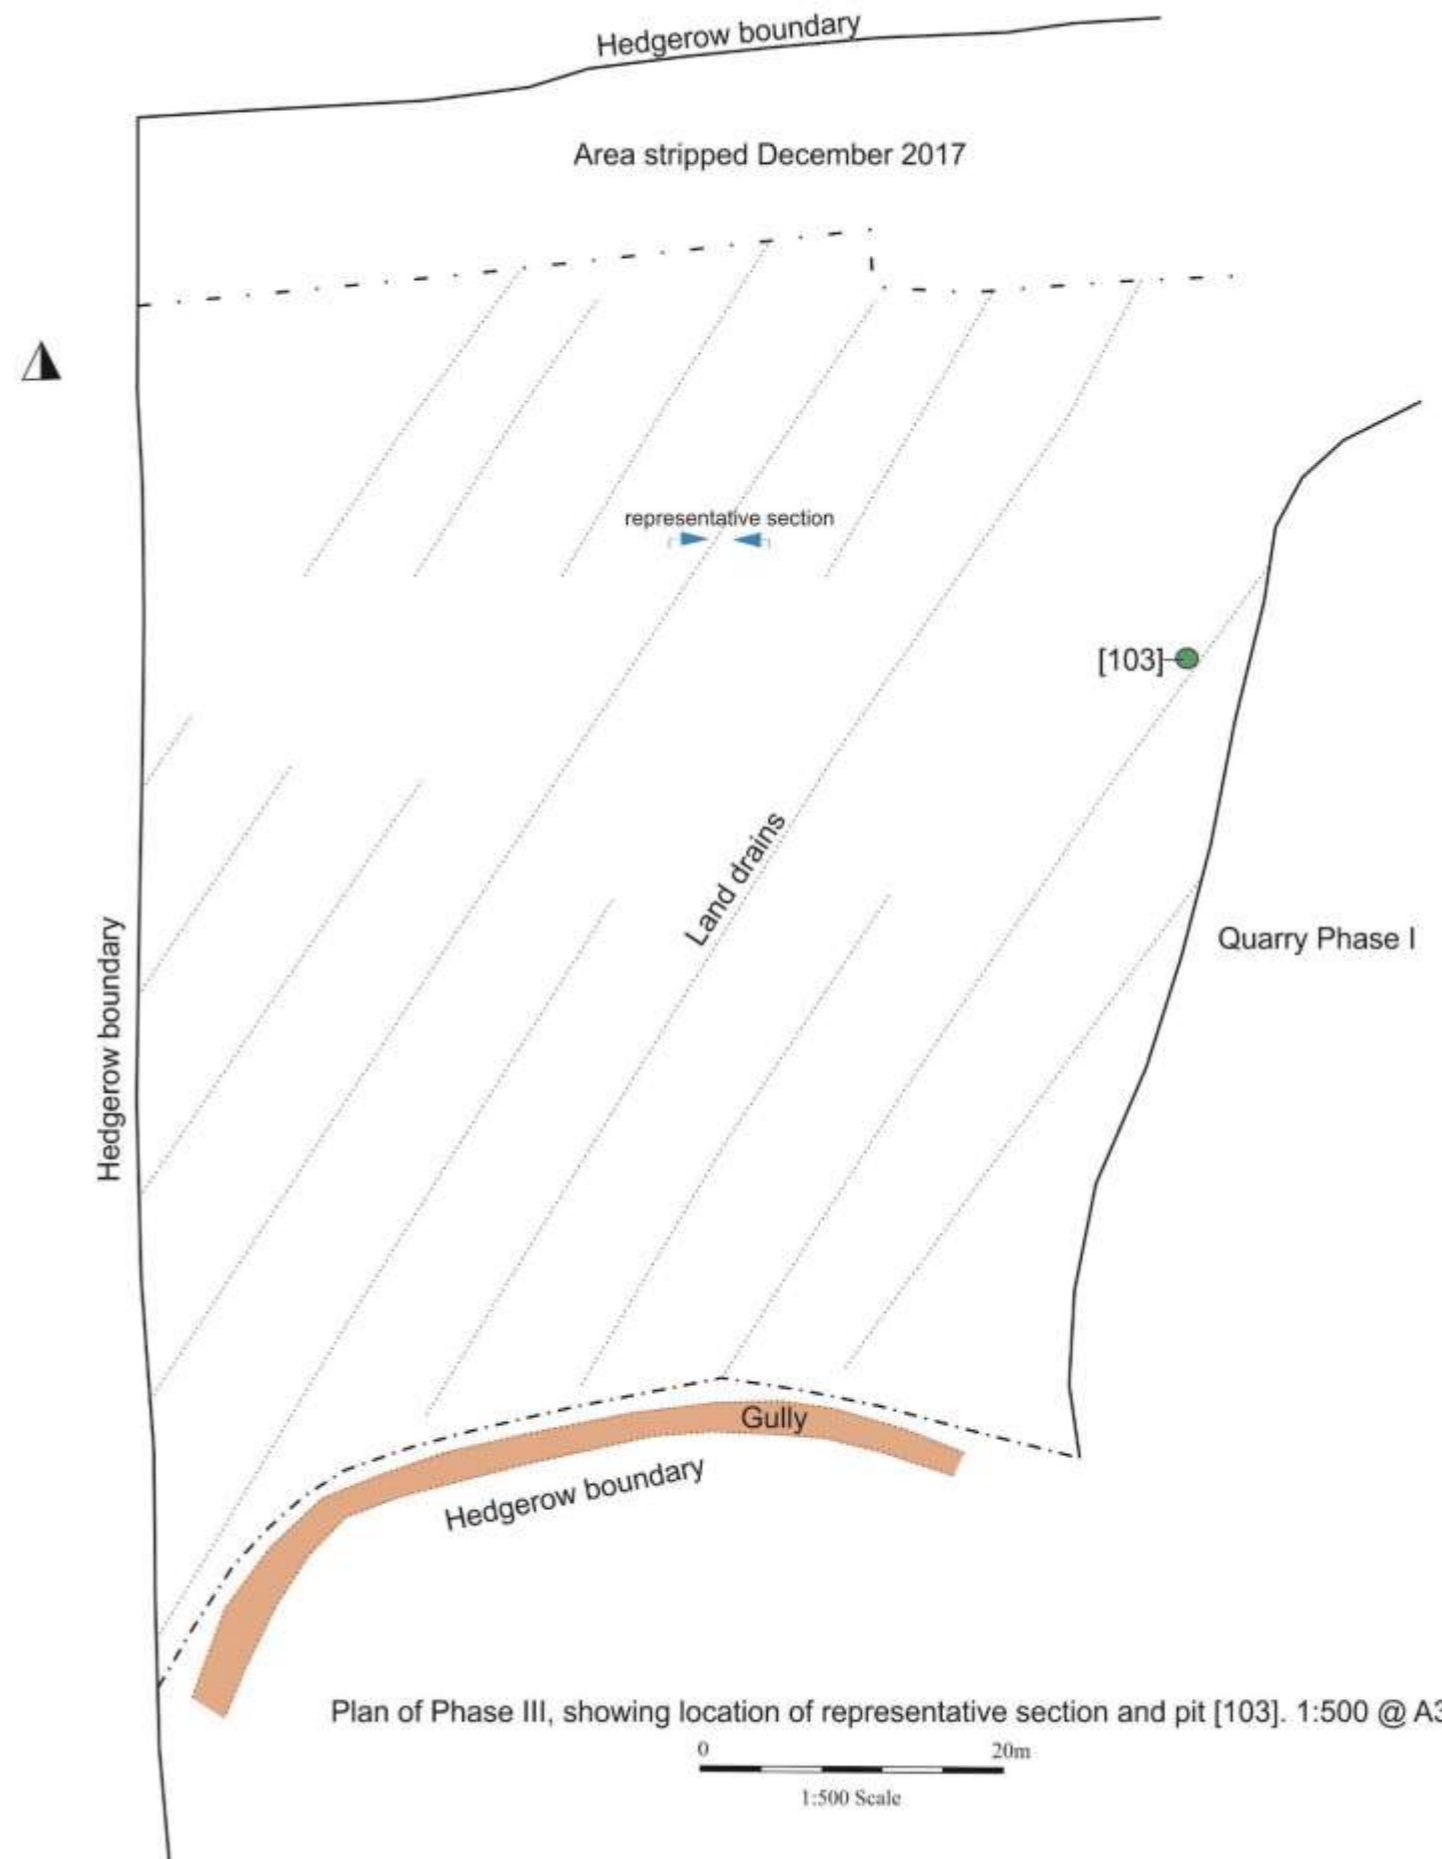 Hedgerow boundary
Area stripped December 2017
representative section
[103]
Land drains
Quarry Phase I
Hedgerow boundary
Gully
Hedgerow boundary
Plan of Phase III, showing location of representative section and pit [103]. 1:500 @ A3
0 20m
1:500 Scale